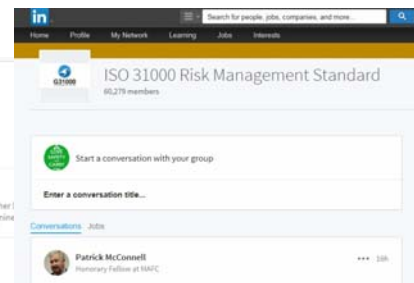 in
Search for people, jobs, companies, and more...
Home Profile My Network Learning Jobs Interests
G31000
ISO 31000 Risk Management Standard
60,279 members
Start a conversation with your group
Enter a conversation title...
Conversations Jobs
Patrick McConnell
Honorary Fellow at MAFC
16h